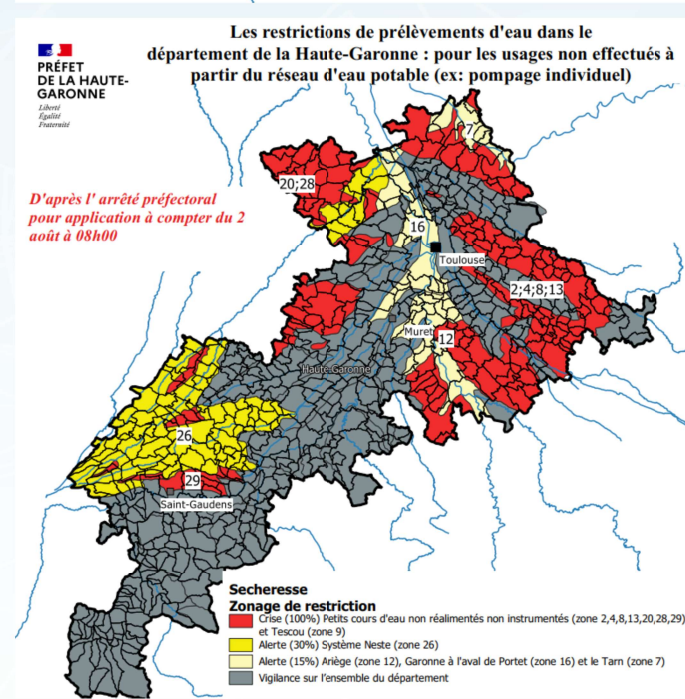 Les restrictions de prélèvements d'eau dans le
département de la Haute-Garonne : pour les usages non effectués à
partir du réseau d'eau potable (ex: pompage individuel)
PRÉFET
DE LA HAUTE-
GARONNE
Liberté
Égalité
Fraternité
D'après l' arrêté préfectoral
pour application à compter du 2
août à 08h00
7
20;28
16
Toulouse
2;4;8;13
Muret
12
Haute-Garonne
26
29
Saint-Gaudens
Secheresse
Zonage de restriction
Crise (100%) Petits cours d'eau non réalimentés non instrumentés (zone 2,4,8,13,20,28,29)
et Tescou (zone 9)
Alerte (30%) Système Neste (zone 26)
Alerte (15%) Ariège (zone 12), Garonne à l'aval de Portet (zone 16) et le Tarn (zone 7)
Vigilance sur l'ensemble du département